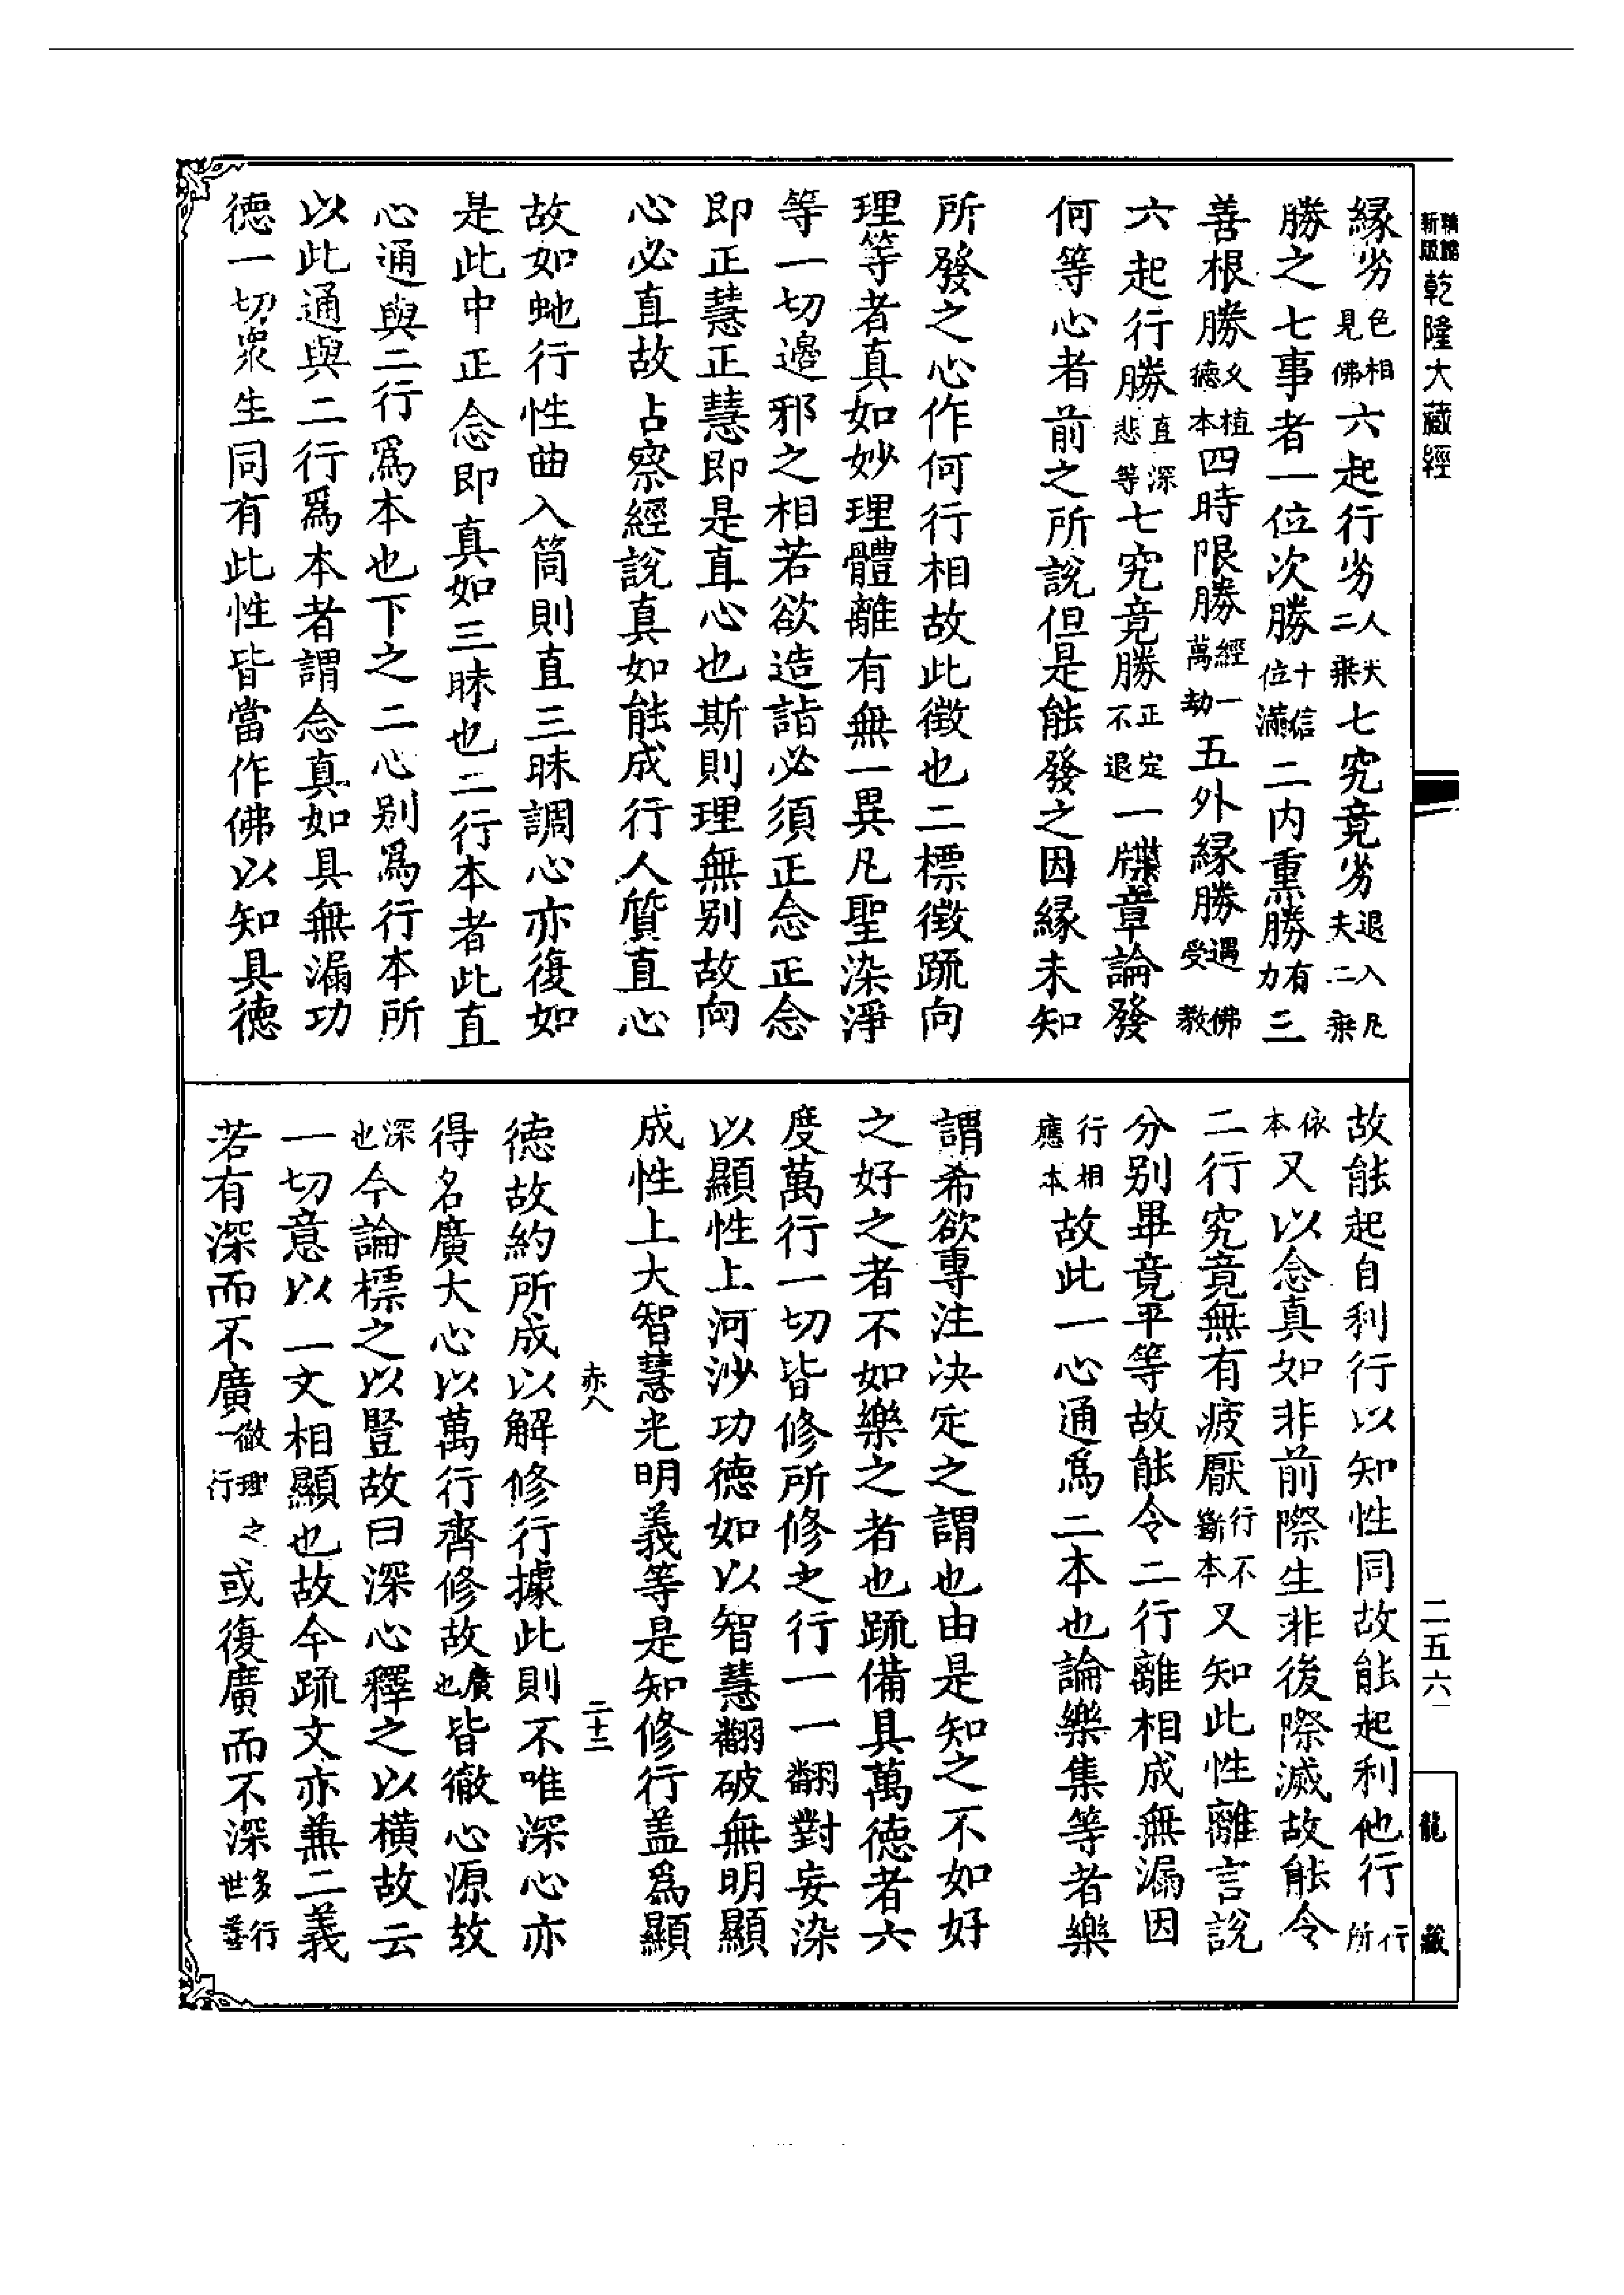 新版
乾隆大藏經
緣劣色相見佛六起行劣人天二乗七究竟劣退入凡夫二乗
勝之七事者一位次勝十信位滿二内熏勝有力三
善根勝久植德本四時限勝經一萬劫五外緣勝遇佛受教
六起行勝直深悲等七究竟勝正定不退一牒章論發
何等心者前之所說但是能發之因緣未知
所發之心作何行相故此徵也二標徵䟽向
理等者真如妙理體離有無一異凡聖染淨
等一切邊邪之相若欲造詣必須正念正念
即正慧正慧即是直心也斯則理無别故向
心必直故占察經說真如能成行人質直心
故如虵行性曲入筒則直三昧調心亦復如
是此中正念即真如三昧也二行本者此直
心通與二行爲本也下之二心别爲行本所
以此通與二行爲本者謂念真如具無漏功
德一切衆生同有此性皆當作佛以知具德
故能起自利行以知性同故能起利他行行所
依本又以念真如非前際生非後際滅故能令
二行究竟無有疲厭行不斷本又知此性離言說
分别畢竟平等故能令二行離相成無漏因
行相應本故此一心通爲二本也論樂集等者樂
謂希欲專注决定之謂也由是知之不如好
之好之者不如樂之者也䟽備具萬德者六
度萬行一切皆修所修之行一一翻對妄染
以顯性上河沙功德如以智慧翻破無明顯
成性上大智慧光明義等是知修行盖爲顯
赤八　二十三
德故約所成以解修行據此則不唯深心亦
得名廣大心以萬行齊修故廣也皆徹心源故
深也今論標之以豎故曰深心釋之以橫故云
一切意以一文相顯也故今䟽文亦兼二義
若有深而不廣徹理之一行或復廣而不深多行世善
二五六
龍藏